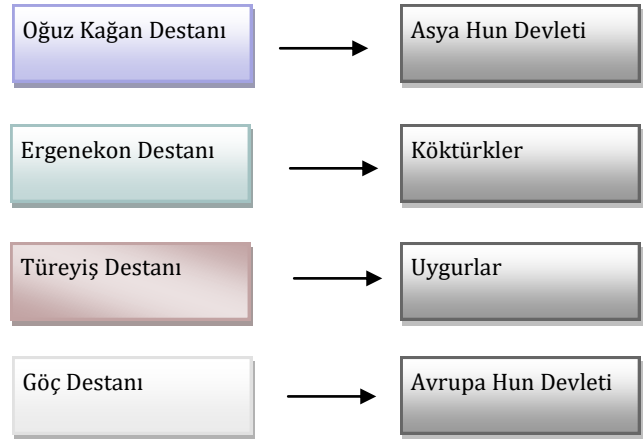 Oğuz Kağan Destanı
Asya Hun Devleti
Ergenekon Destanı
Köktürkler
Türeyiş Destanı
Uygurlar
Göç Destanı
Avrupa Hun Devleti